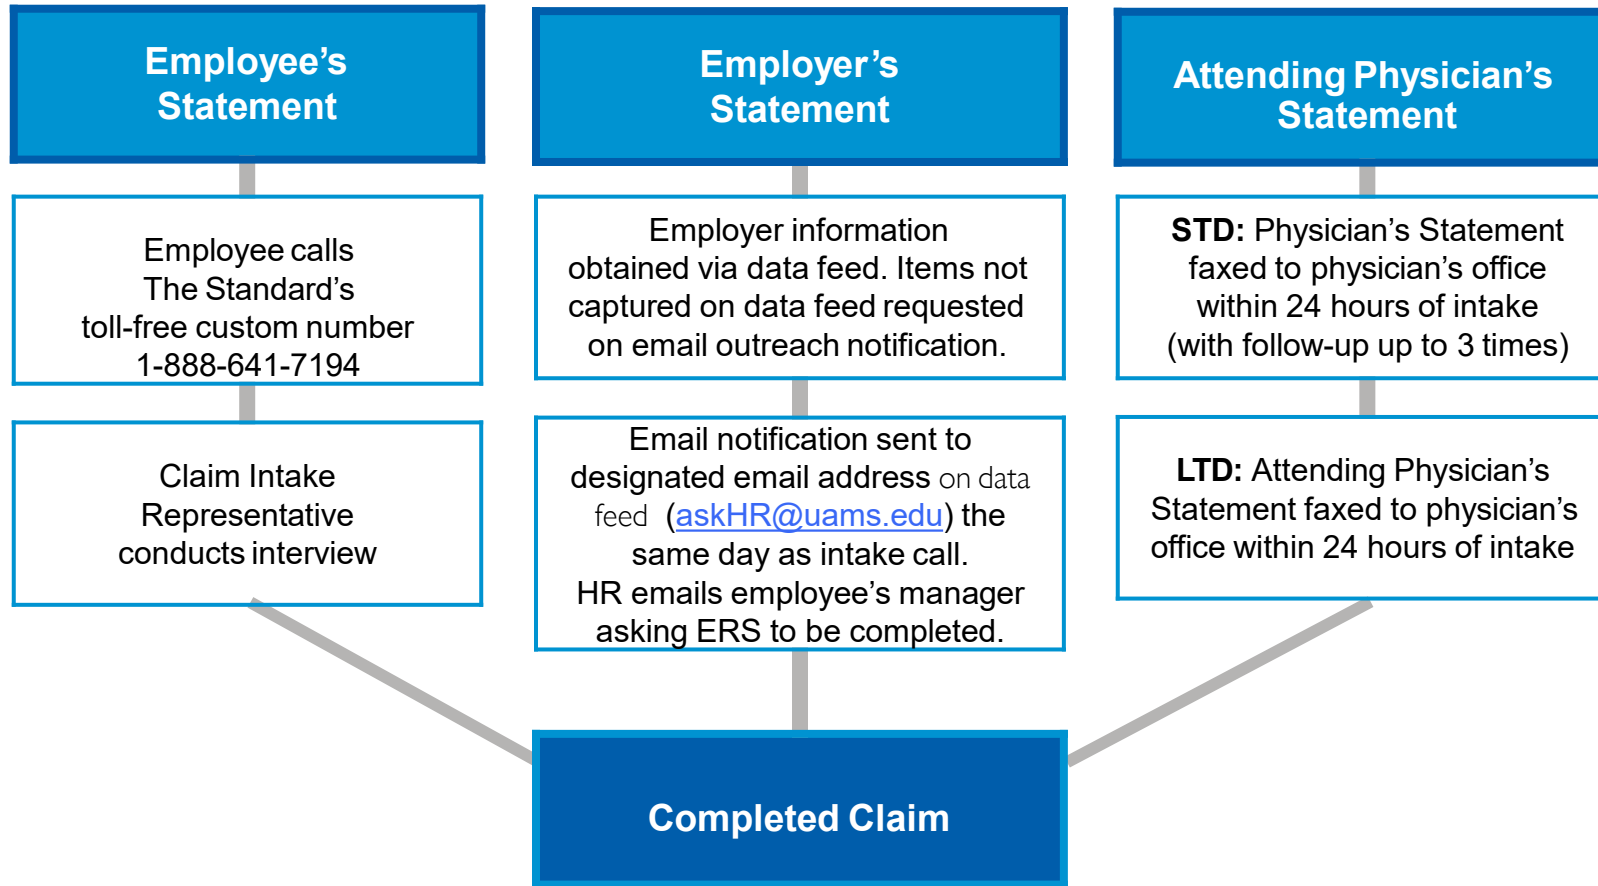 Employee’s
Statement
Employee calls
The Standard’s
toll-free custom number
1-888-641-7194
Claim Intake
Representative
conducts interview
Employer’s
Statement
Employer information
obtained via data feed. Items not
captured on data feed requested
on email outreach notification.
Email notification sent to
designated email address on data
feed (askHR@uams.edu) the
same day as intake call.
HR emails employee’s manager
asking ERS to be completed.
Attending Physician’s
Statement
STD: Physician’s Statement
faxed to physician’s office
within 24 hours of intake
(with follow-up up to 3 times)
LTD: Attending Physician’s
Statement faxed to physician’s
office within 24 hours of intake
Completed Claim